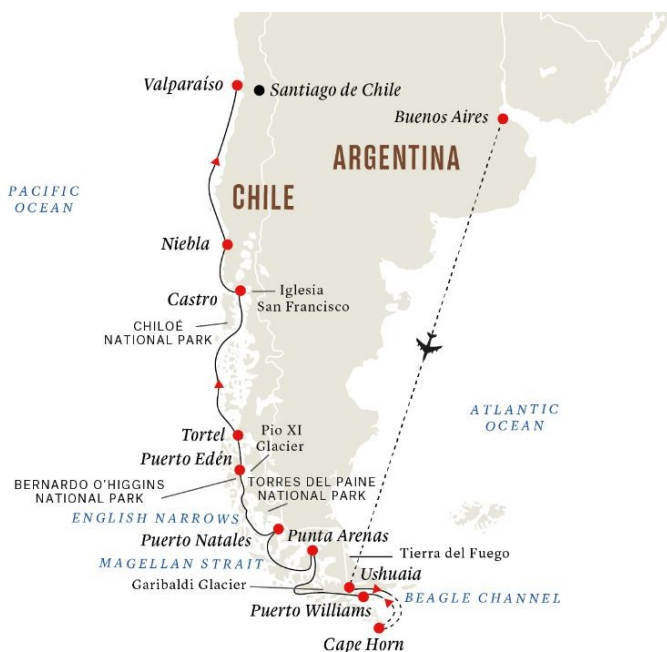 Valparaíso
Santiago de Chile
Buenos Aires
ARGENTINA
PACIFIC
OCEAN
CHILE
Niebla
Castro
Iglesia
San Francisco
CHILOÉ
NATIONAL PARK
ATLANTIC
OCEAN
Tortel
Pio XI
Glacier
Puerto Edén
BERNARDO O'HIGGINS
NATIONAL PARK
TORRES DEL PAINE
NATIONAL PARK
ENGLISH NARROWS
Puerto Natales
Punta Arenas
MAGELLAN STRAIT
Tierra del Fuego
Garibaldi Glacier
Ushuaia
Puerto Williams
BEAGLE CHANNEL
Cape Horn